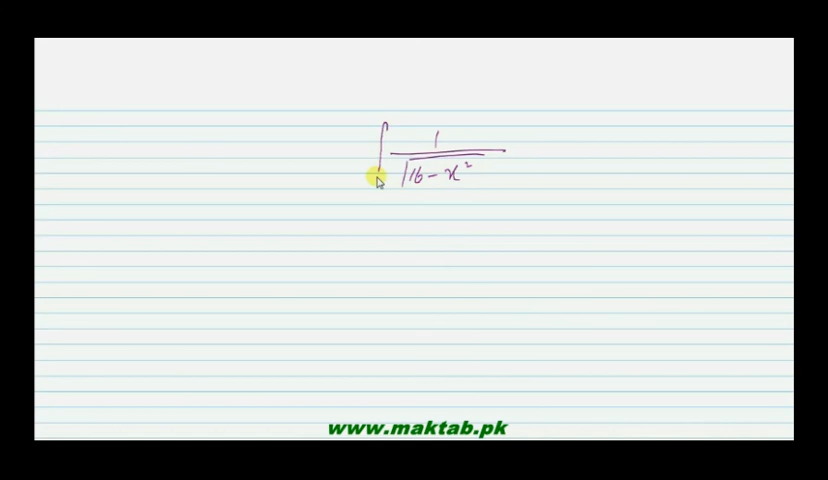 ∫ 1
√16 - x²
www.maktab.pk